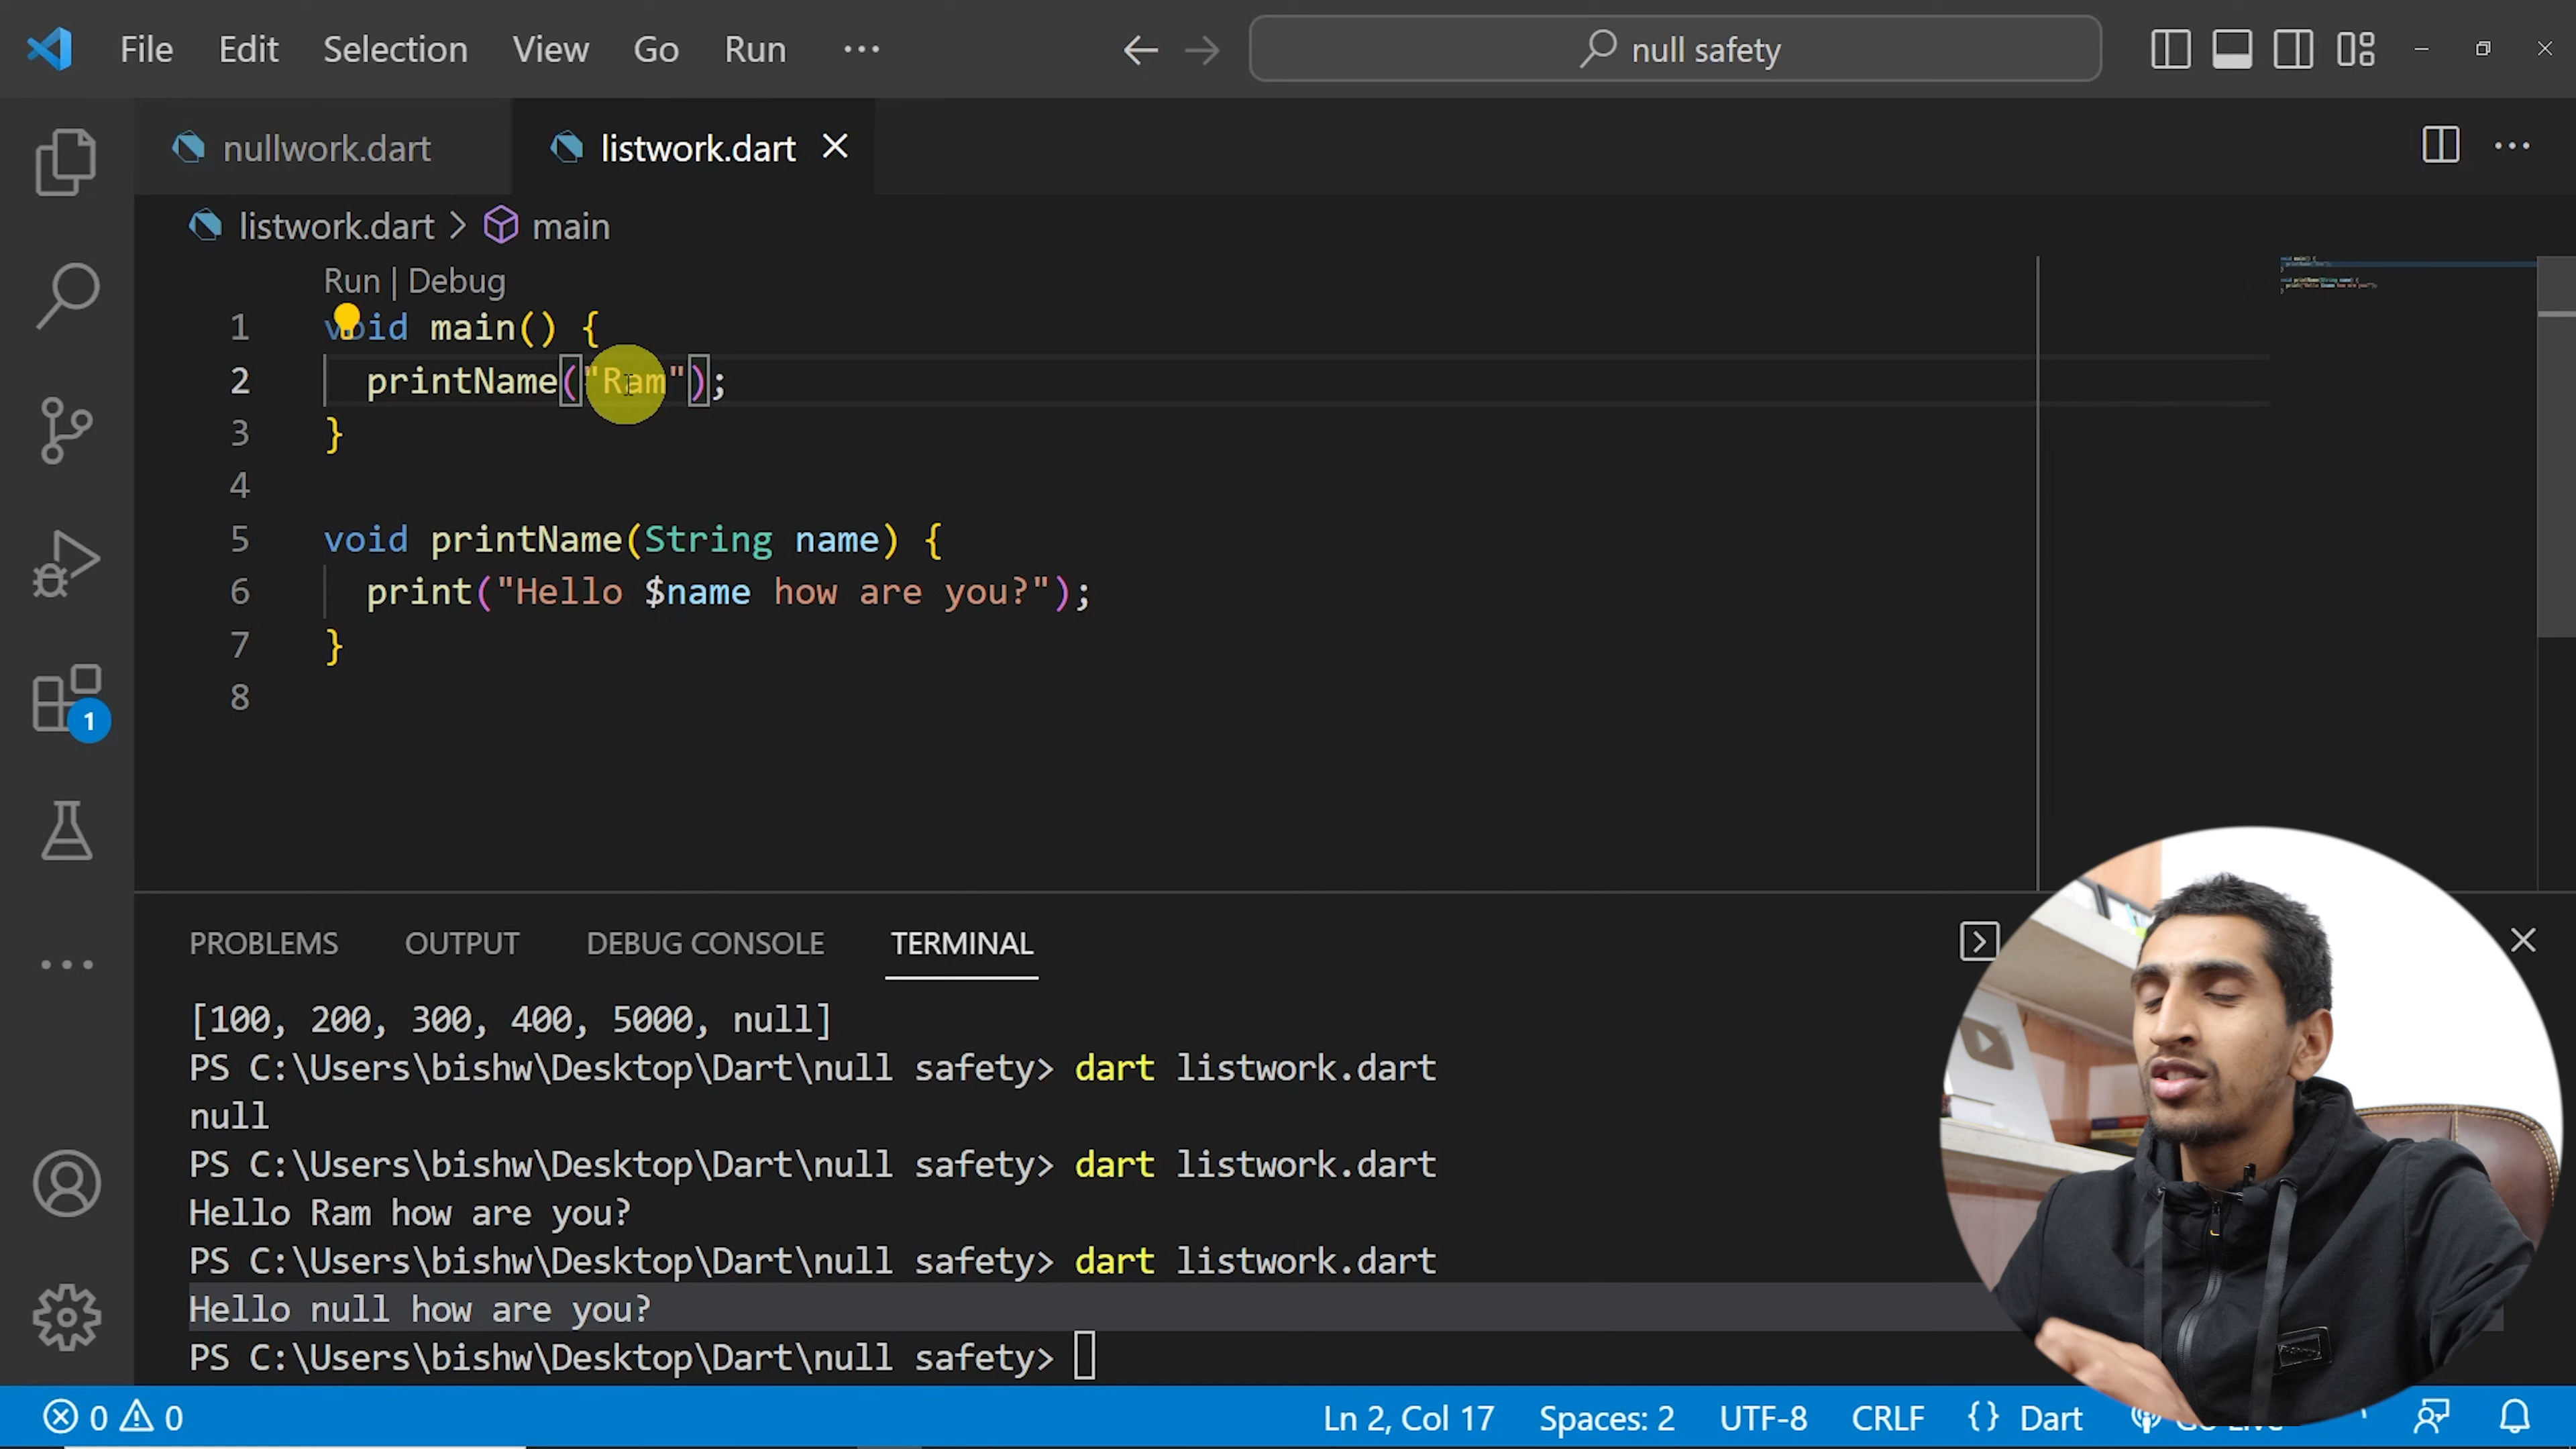 File Edit Selection View Go Run ··· null safety
nullwork.dart listwork.dart
listwork.dart > main
Run | Debug
1 void main() {
2 printName("Ram");
3 }
4
5 void printName(String name) {
6 print("Hello $name how are you?");
7 }
8
1
PROBLEMS OUTPUT DEBUG CONSOLE TERMINAL
[100, 200, 300, 400, 5000, null]
PS C:\Users\bishw\Desktop\Dart\null safety> dart listwork.dart
null
PS C:\Users\bishw\Desktop\Dart\null safety> dart listwork.dart
Hello Ram how are you?
PS C:\Users\bishw\Desktop\Dart\null safety> dart listwork.dart
Hello null how are you?
PS C:\Users\bishw\Desktop\Dart\null safety>
0 0 Ln 2, Col 17 Spaces: 2 UTF-8 CRLF {} Dart Go Live